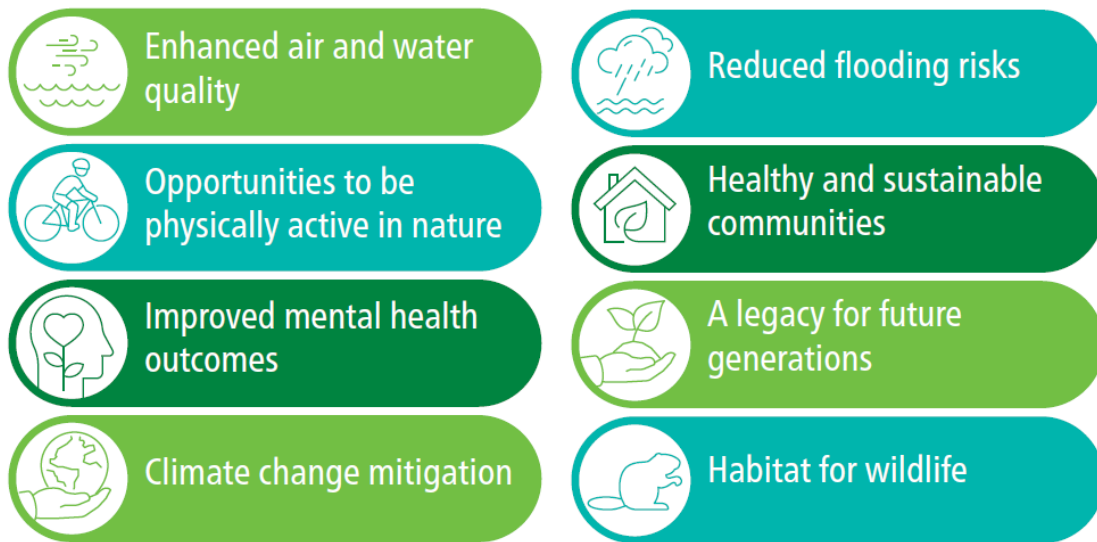 Enhanced air and water
quality
Opportunities to be
physically active in nature
Improved mental health
outcomes
Climate change mitigation
Reduced flooding risks
Healthy and sustainable
communities
A legacy for future
generations
Habitat for wildlife